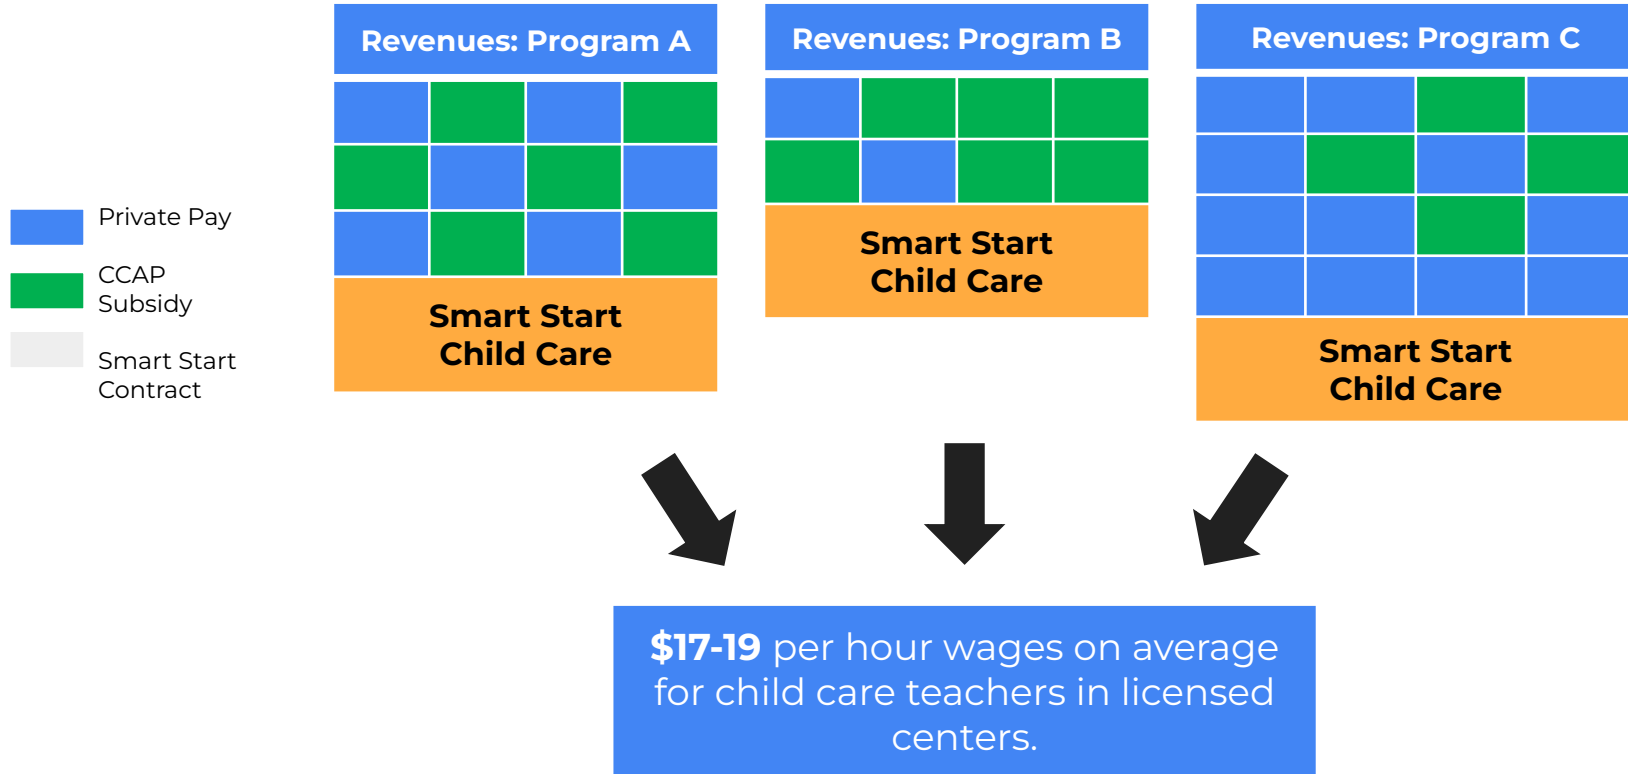 Revenues: Program A
Revenues: Program B
Revenues: Program C
Private Pay
CCAP
Subsidy
Smart Start
Contract
Smart Start
Child Care
Smart Start
Child Care
Smart Start
Child Care
$17-19 per hour wages on average
for child care teachers in licensed
centers.